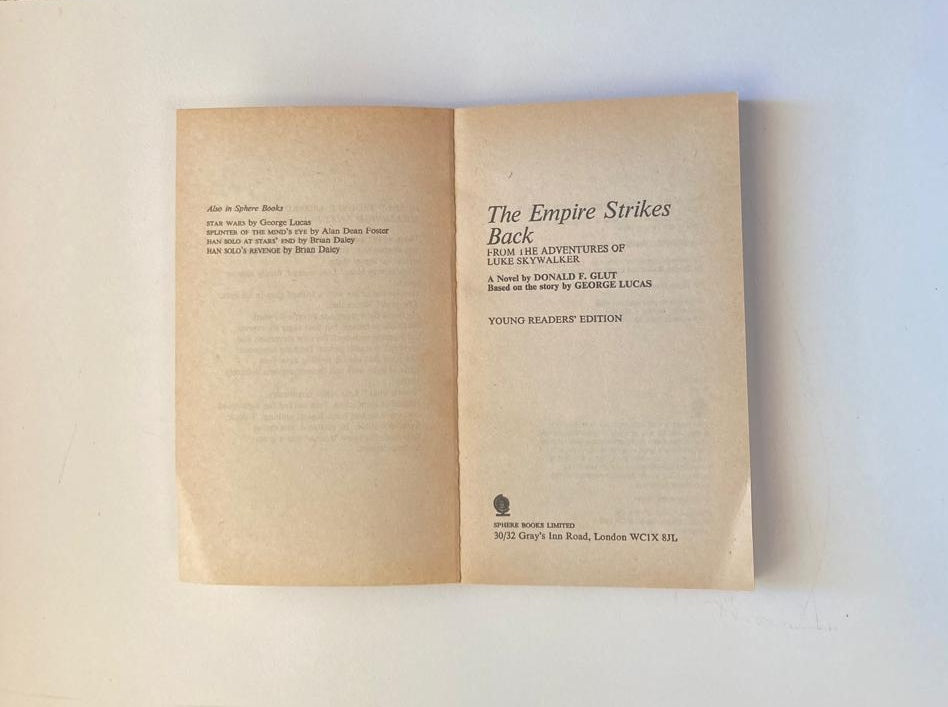 Also in Sphere Books
STAR WARS by George Lucas
SPLINTER OF THE MIND'S EYE by Alan Dean Foster
HAN SOLO AT STARS' END by Brian Daley
HAN SOLO'S REVENGE by Brian Daley
The Empire Strikes
Back
FROM THE ADVENTURES OF
LUKE SKYWALKER
A Novel by DONALD F. GLUT
Based on the story by GEORGE LUCAS
YOUNG READERS' EDITION
SPHERE BOOKS LIMITED
30/32 Gray's Inn Road, London WC1X 8JL